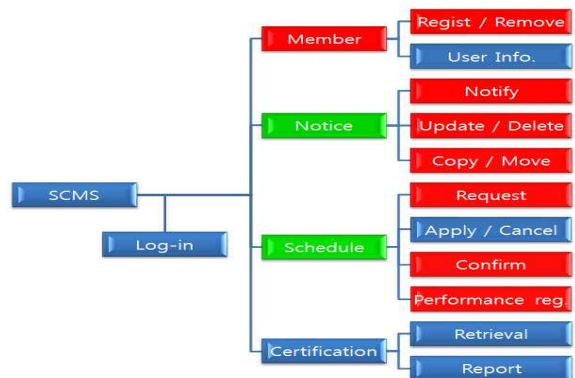 SCMS
Log-in
Member
Regist / Remove
User Info.
Notice
Notify
Update / Delete
Copy / Move
Schedule
Request
Apply / Cancel
Confirm
Performance reg.
Certification
Retrieval
Report